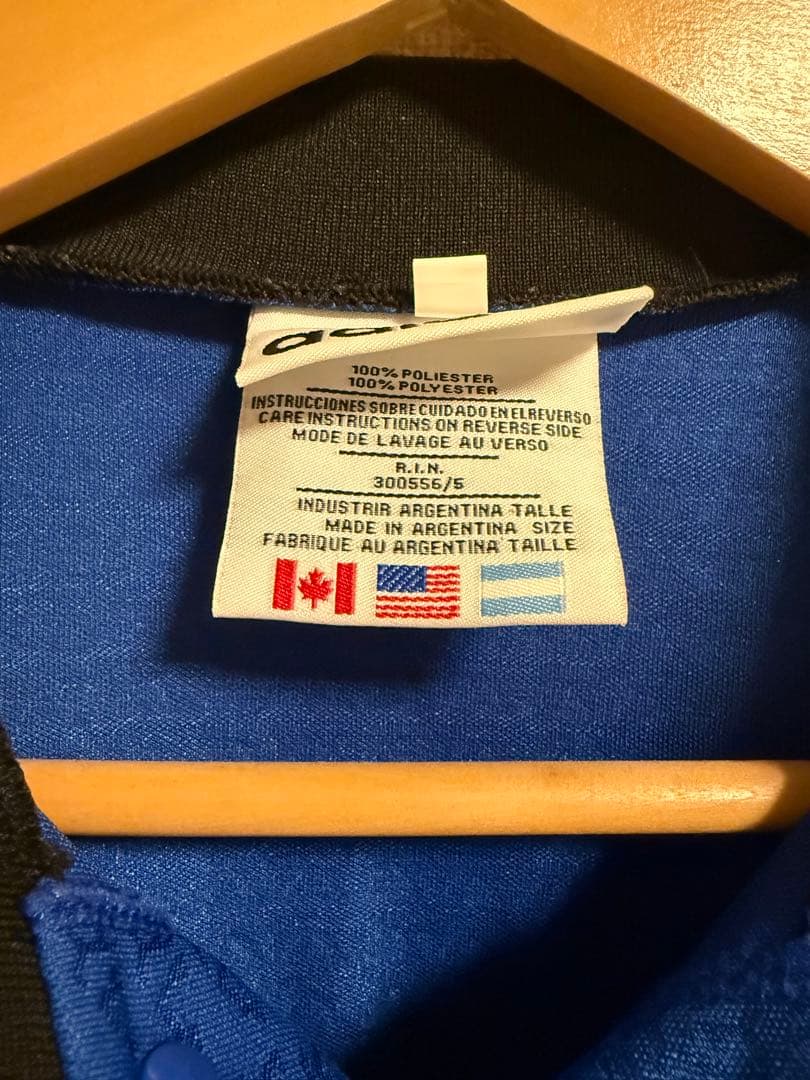 100% POLIESTER
100% POLYESTER
INSTRUCCIONES SOBRE CUIDADO EN EL REVERSO
CARE INSTRUCTIONS ON REVERSE SIDE
MODE DE LAVAGE AU VERSO
R.I.N.
300556/5
INDUSTRIR ARGENTINA TALLE
MADE IN ARGENTINA SIZE
FABRIQUE AU ARGENTINA TAILLE